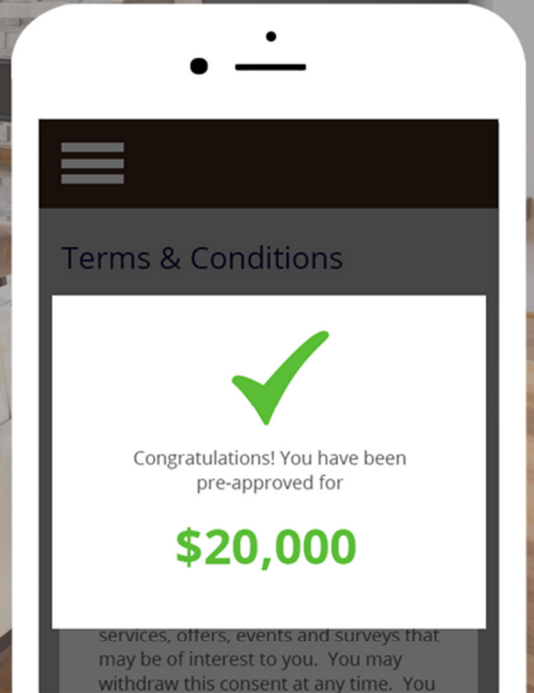 Terms & Conditions
Congratulations! You have been
pre-approved for
$20,000
services, offers, events and surveys that
may be of interest to you. You may
withdraw this consent at any time. You